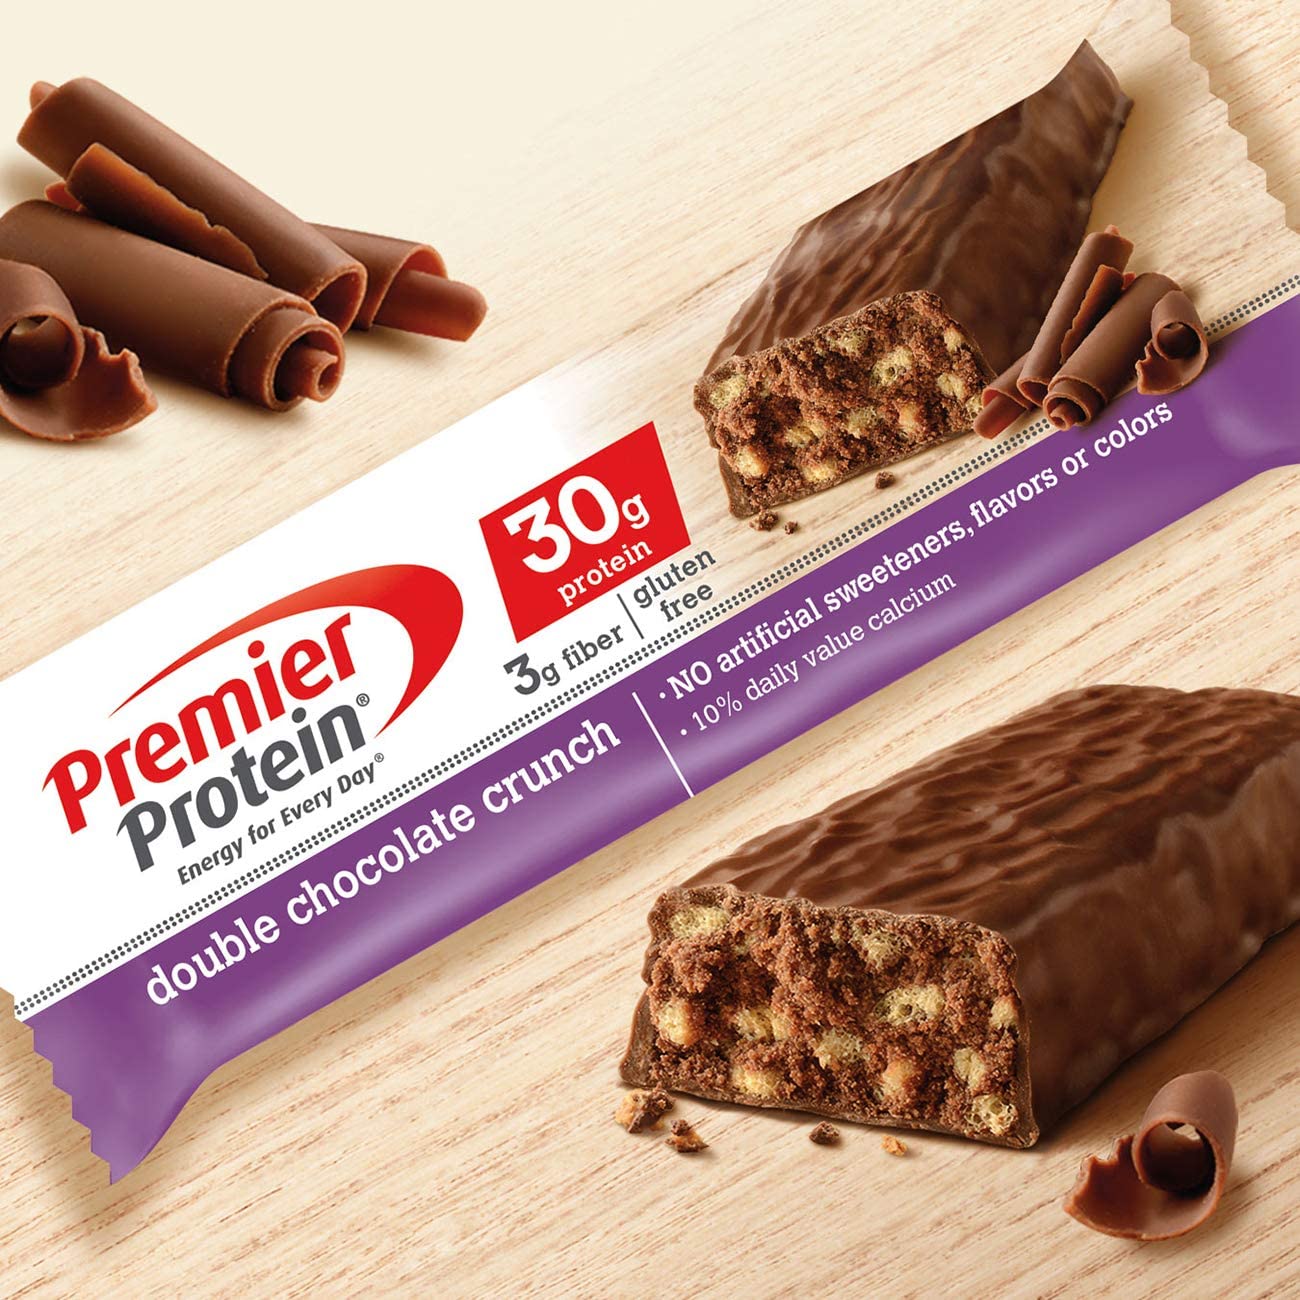 30g
protein
3g fiber
gluten
free
Premier
Protein®
Energy for Every Day®
double chocolate crunch
· NO artificial sweeteners, flavors or colors
· 10% daily value calcium